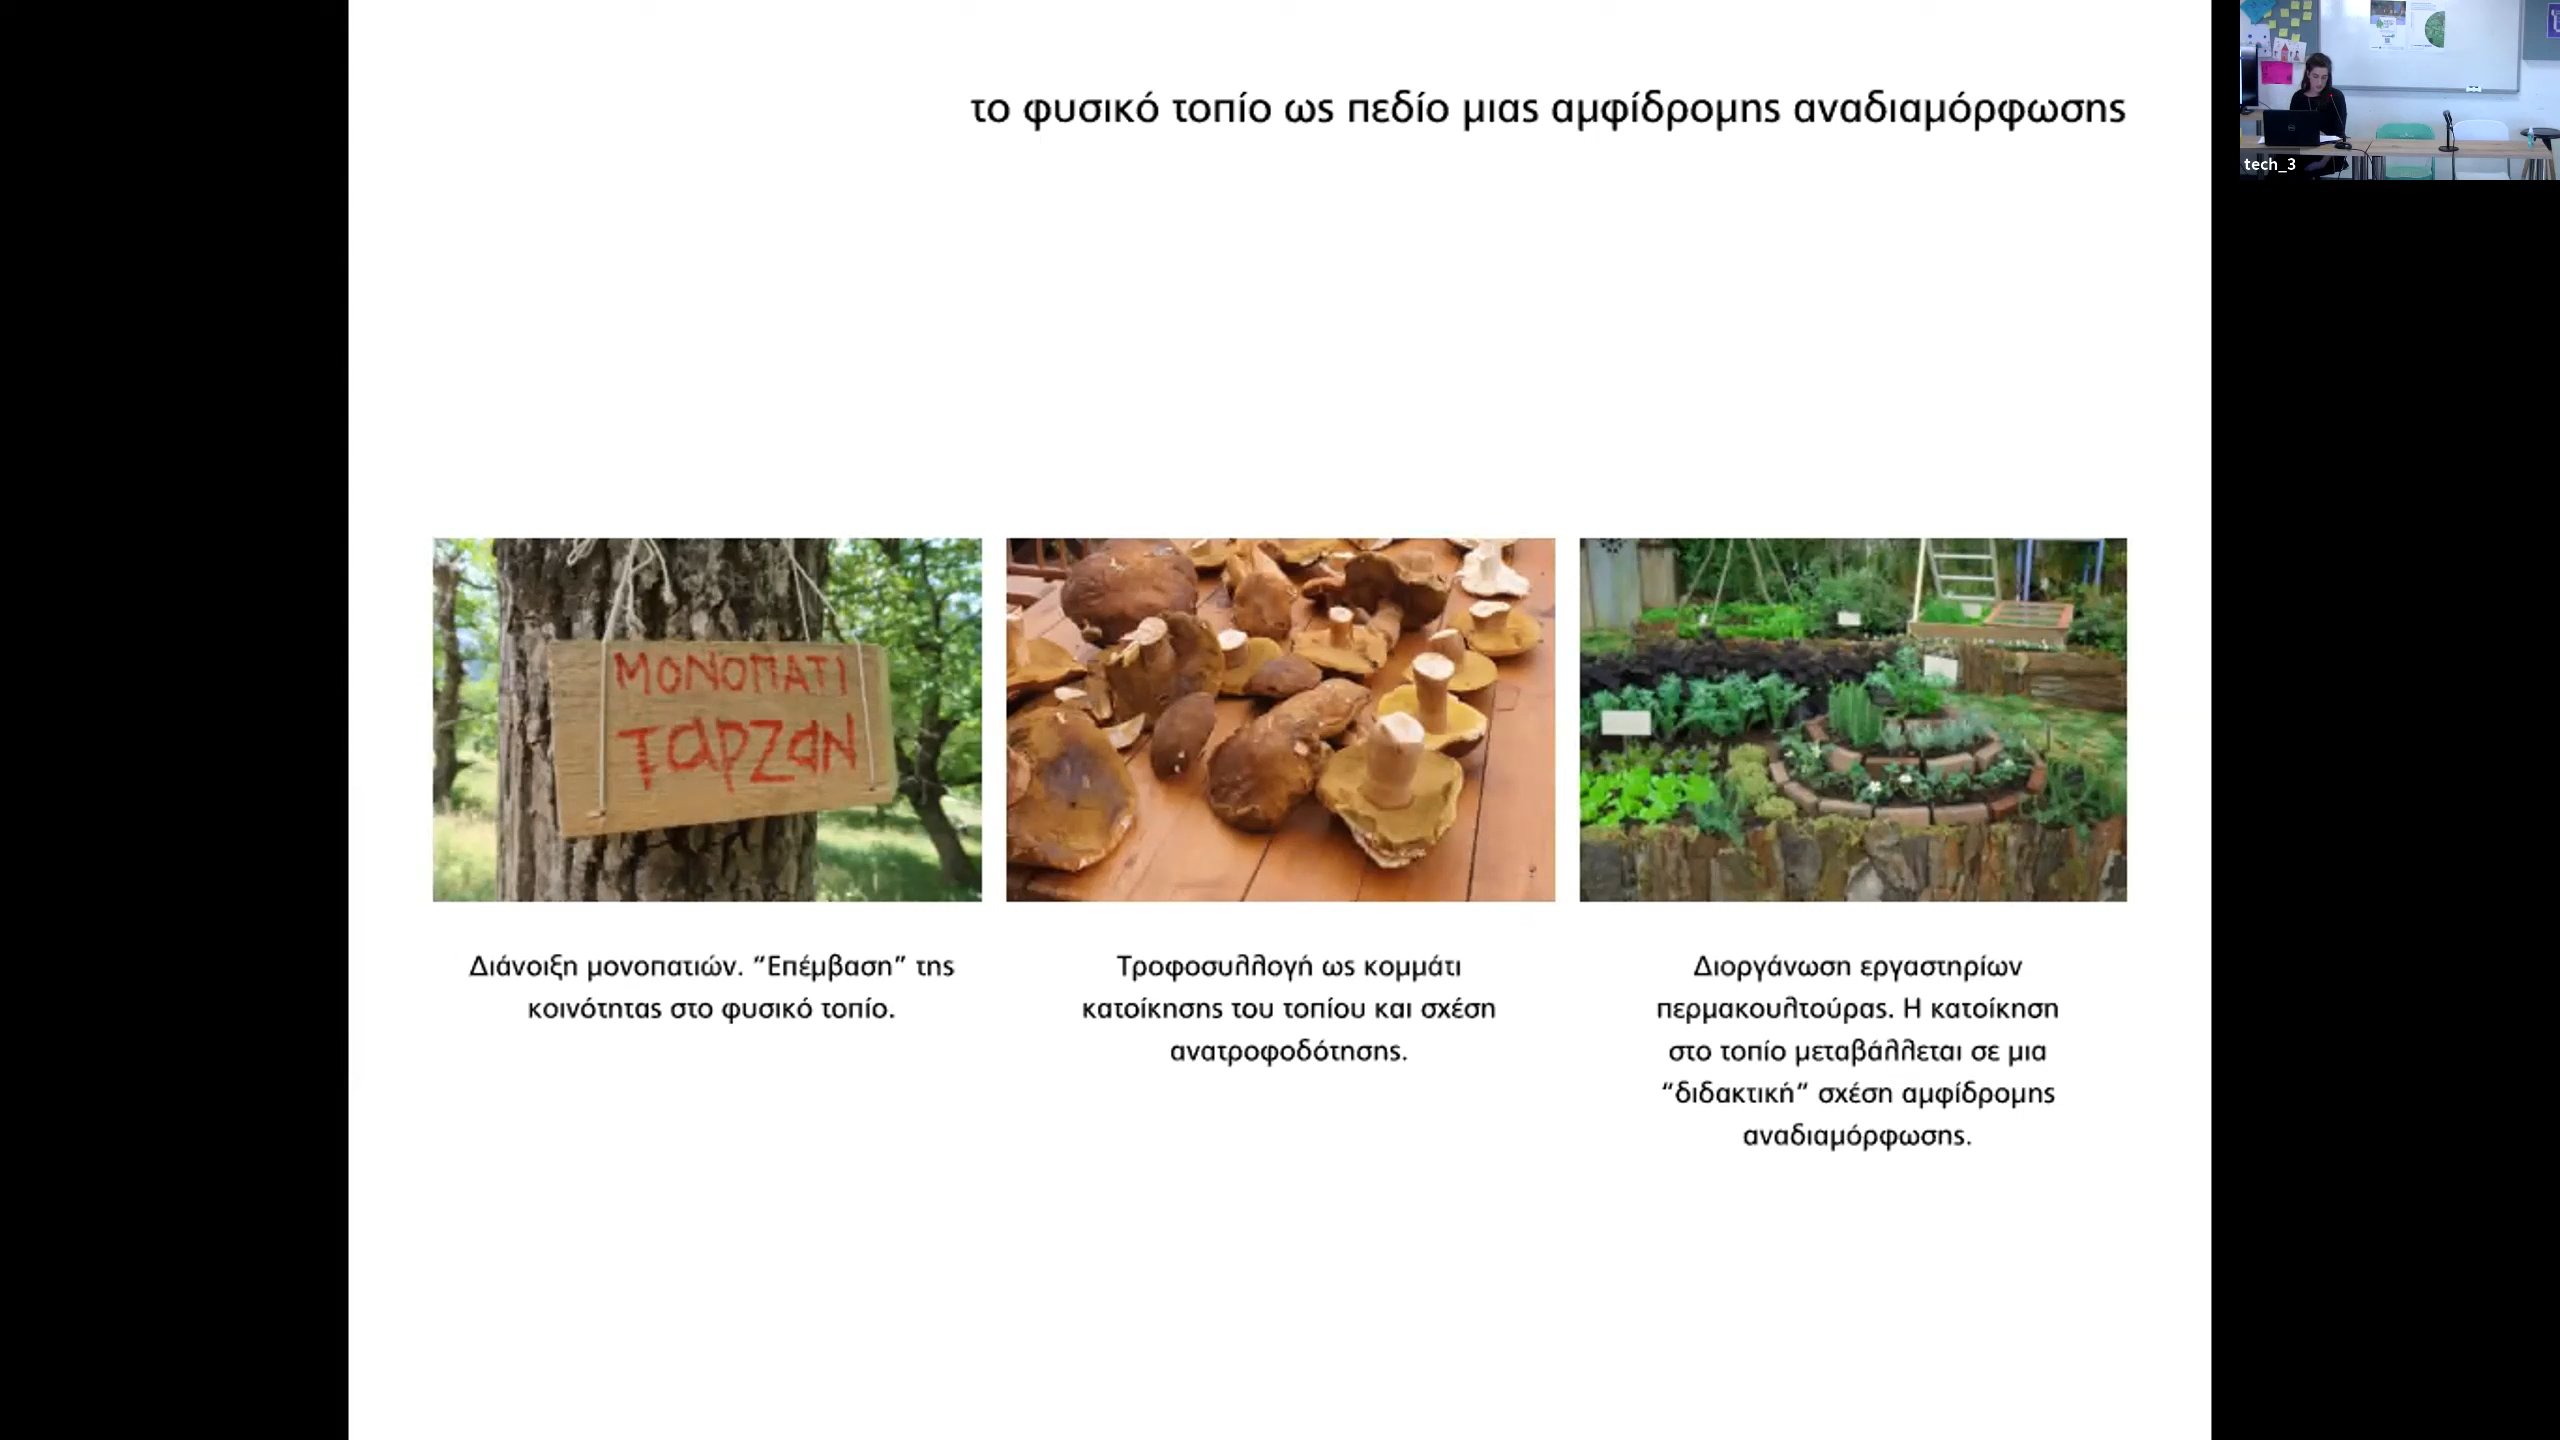 το φυσικό τοπίο ως πεδίο μιας αμφίδρομης αναδιαμόρφωσης
tech_3
ΜΟΝΟΠΑΤΙ
ΤαΡΖαΝ
Διάνοιξη μονοπατιών. “Επέμβαση” της
κοινότητας στο φυσικό τοπίο.
Τροφοσυλλογή ως κομμάτι
κατοίκησης του τοπίου και σχέση
ανατροφοδότησης.
Διοργάνωση εργαστηρίων
περμακουλτούρας. Η κατοίκηση
στο τοπίο μεταβάλλεται σε μια
“διδακτική” σχέση αμφίδρομης
αναδιαμόρφωσης.